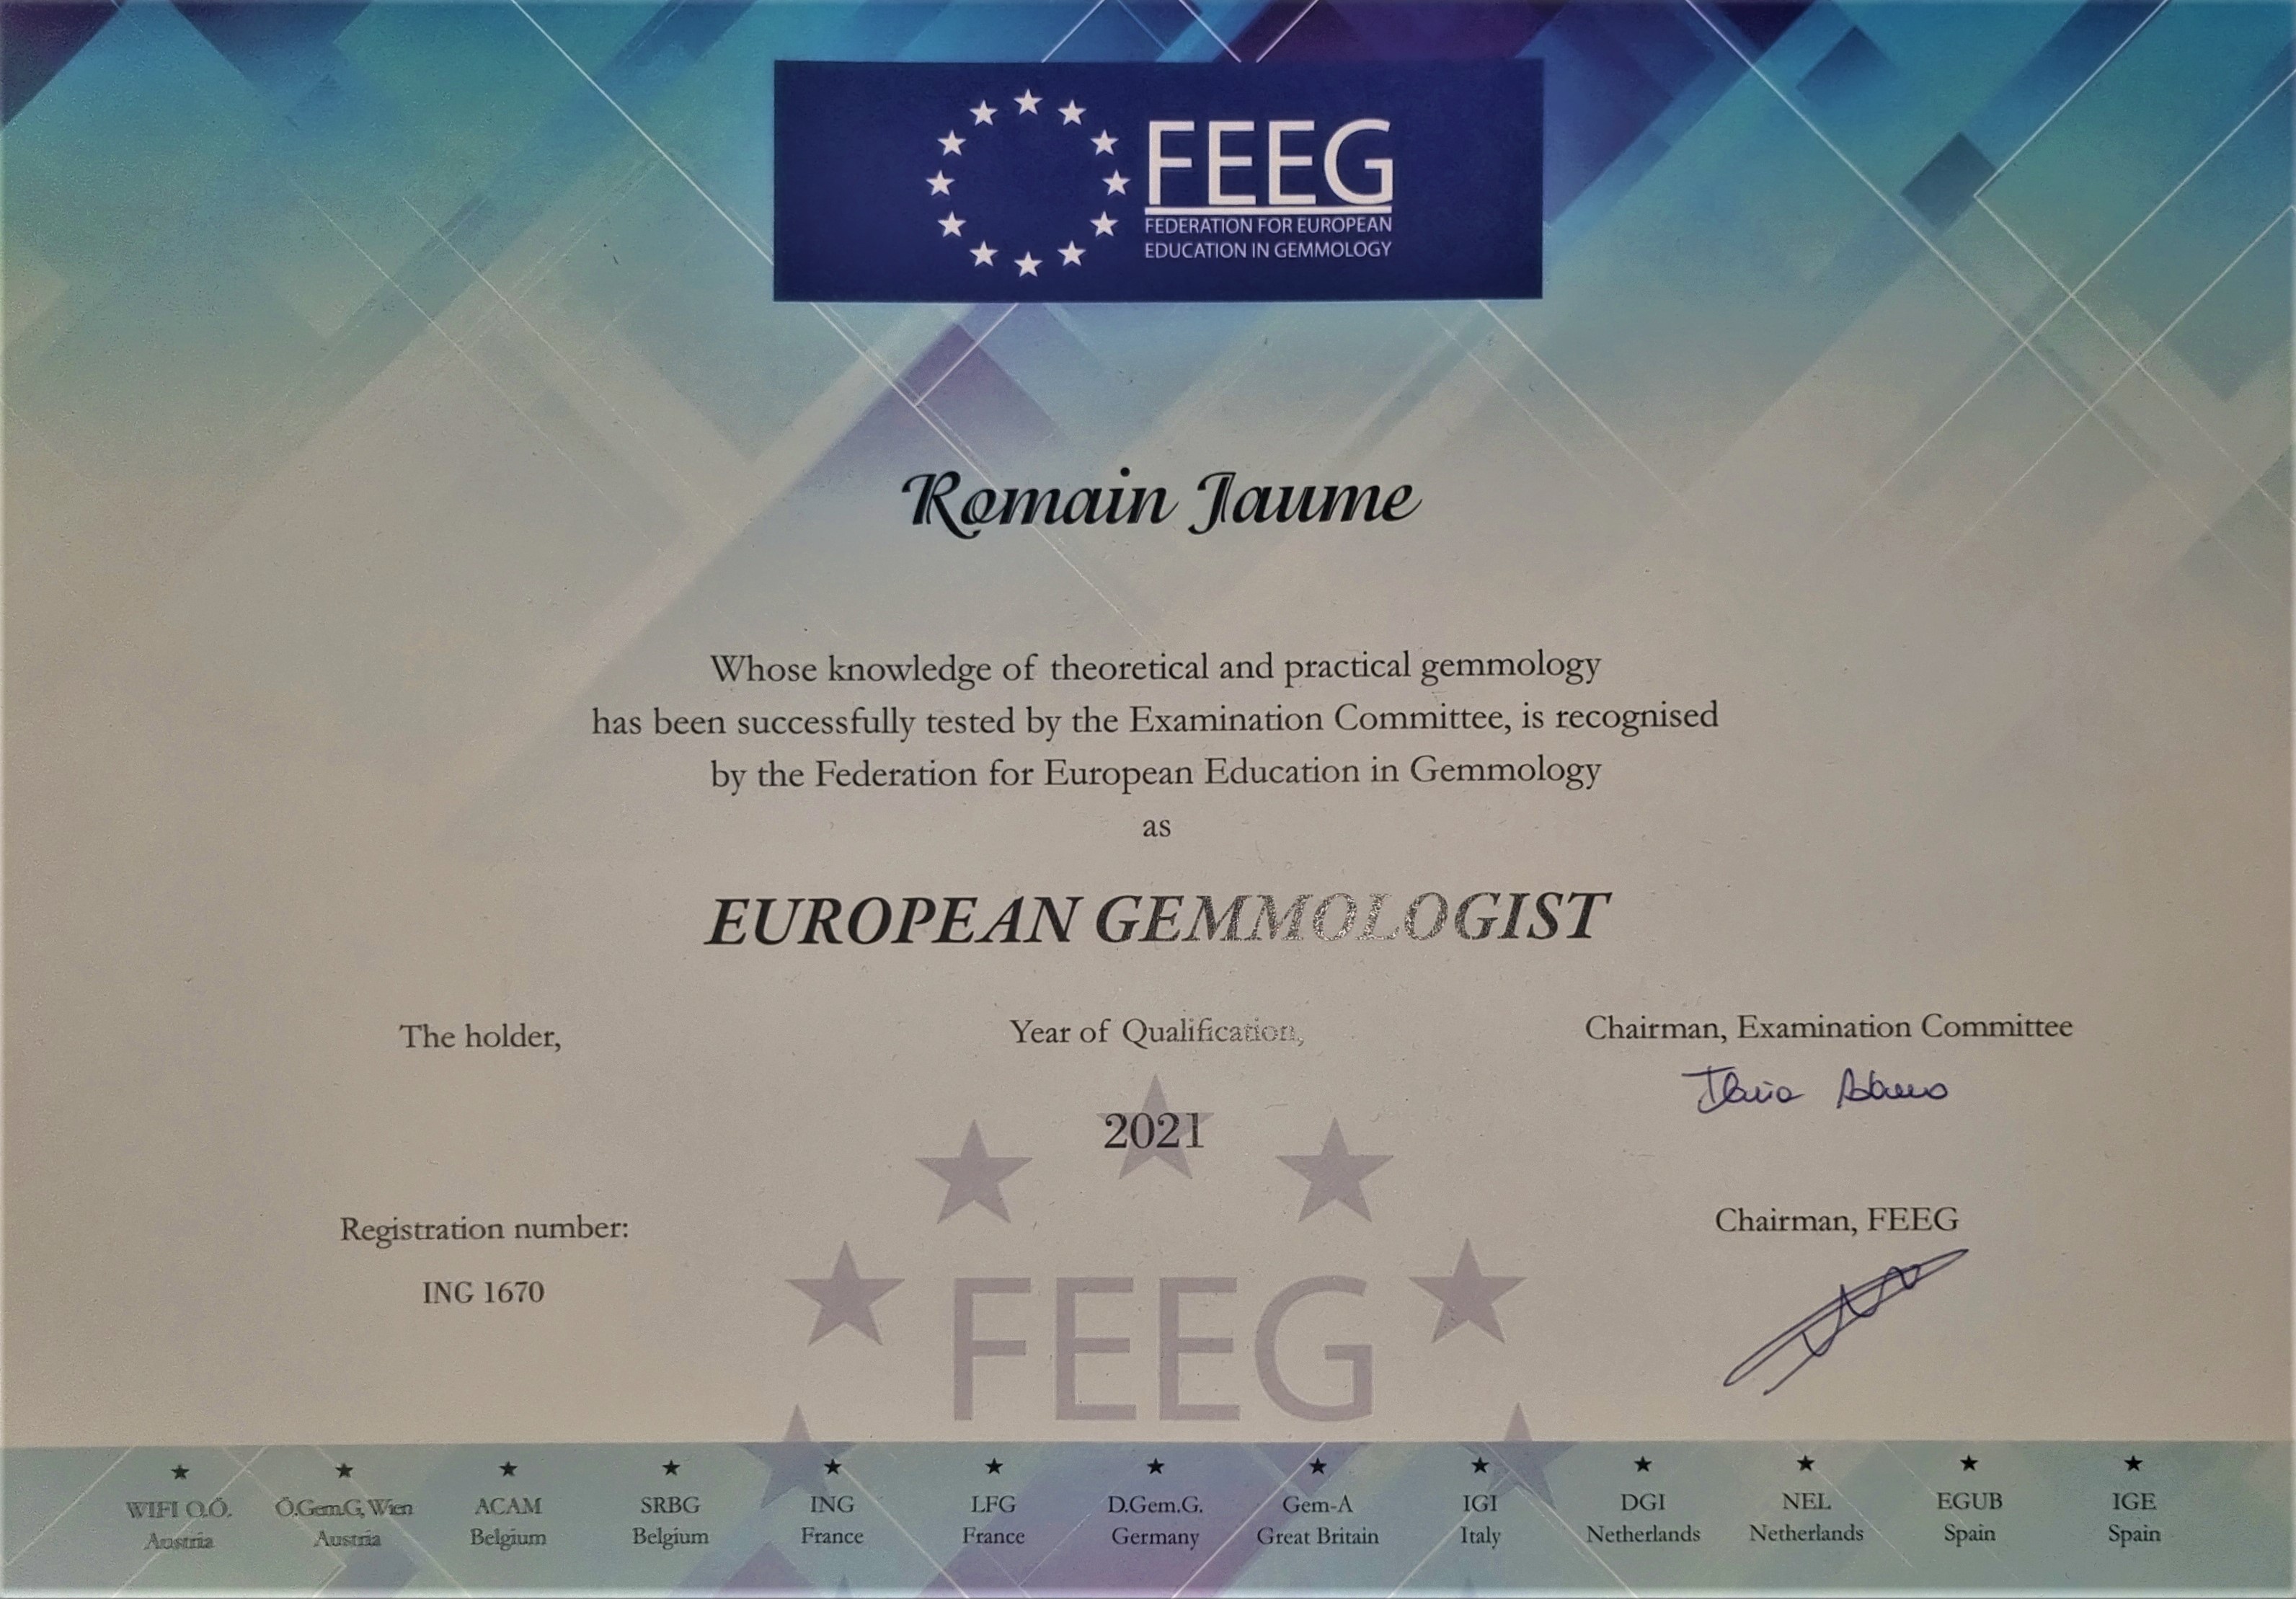 FEEG
FEDERATION FOR EUROPEAN
EDUCATION IN GEMMOLOGY
Romain Jaume
Whose knowledge of theoretical and practical gemmology
has been successfully tested by the Examination Committee, is recognised
by the Federation for European Education in Gemmology
as
EUROPEAN GEMMOLOGIST
The holder,
Year of Qualification,
Chairman, Examination Committee
2021
Registration number:
Chairman, FEEG
ING 1670
FEEG
WIFI O.Ö. Ö.Gem.G, Wien ACAM SRBG ING LFG D.Gem.G. Gem-A IGI DGI NEL EGUB IGE
Austria Austria Belgium Belgium France France Germany Great Britain Italy Netherlands Netherlands Spain Spain